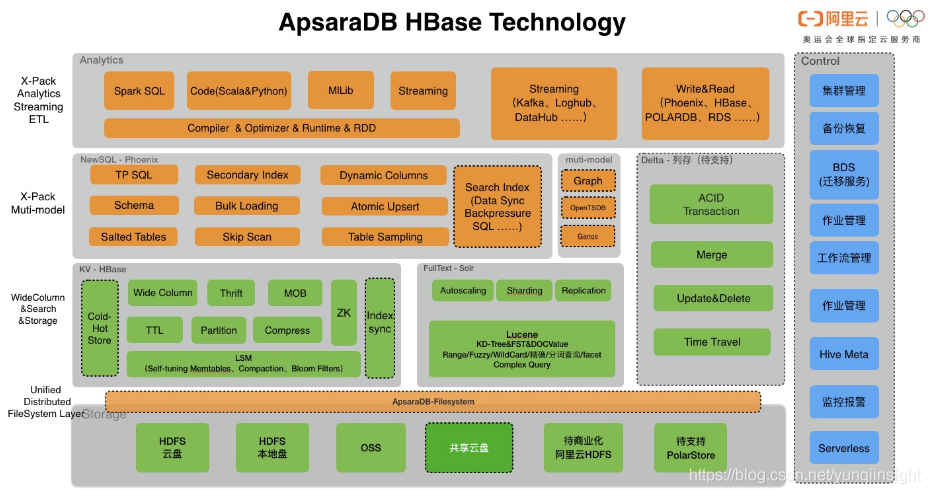 ApsaraDB HBase Technology
阿里云
奥运会全球指定云服务商
X-Pack
Analytics
Streaming
ETL
Analytics
Spark SQL
Code(Scala&Python)
MlLib
Streaming
Compiler & Optimizer & Runtime & RDD
Streaming
（Kafka、Loghub、
DataHub ……）
Write&Read
（Phoenix、HBase、
POLARDB、RDS ……）
X-Pack
Muti-model
NewSQL - Phoenix
TP SQL
Secondary Index
Dynamic Columns
Schema
Bulk Loading
Atomic Upsert
Salted Tables
Skip Scan
Table Sampling
Search Index
(Data Sync
Backpressure
SQL ……)
muti-model
Graph
OpenTSDB
Ganos
Delta - 列存（待支持）
ACID
Transaction
Merge
Update&Delete
Time Travel
WideColumn
&Search
&Storage
KV - HBase
Cold-
Hot
Store
Wide Column
Thrift
MOB
TTL
Partition
Compress
ZK
Index
sync
LSM
(Self-tuning Memtables、Compaction、Bloom Filters）
FullText - Solr
Autoscaling
Sharding
Replication
Lucene
KD-Tree&FST&DOCValue
Range/Fuzzy/WildCard/精确/分词查询/facet
Complex Query
Unified
Distributed
FileSystem Layer
ApsaraDB-Filesystem
Storage
HDFS
云盘
HDFS
本地盘
OSS
共享云盘
待商业化
阿里云HDFS
待支持
PolarStore
Control
集群管理
备份恢复
BDS
(迁移服务)
作业管理
工作流管理
作业管理
Hive Meta
监控报警
Serverless
https://blog.csdn.net/yunqiinsight